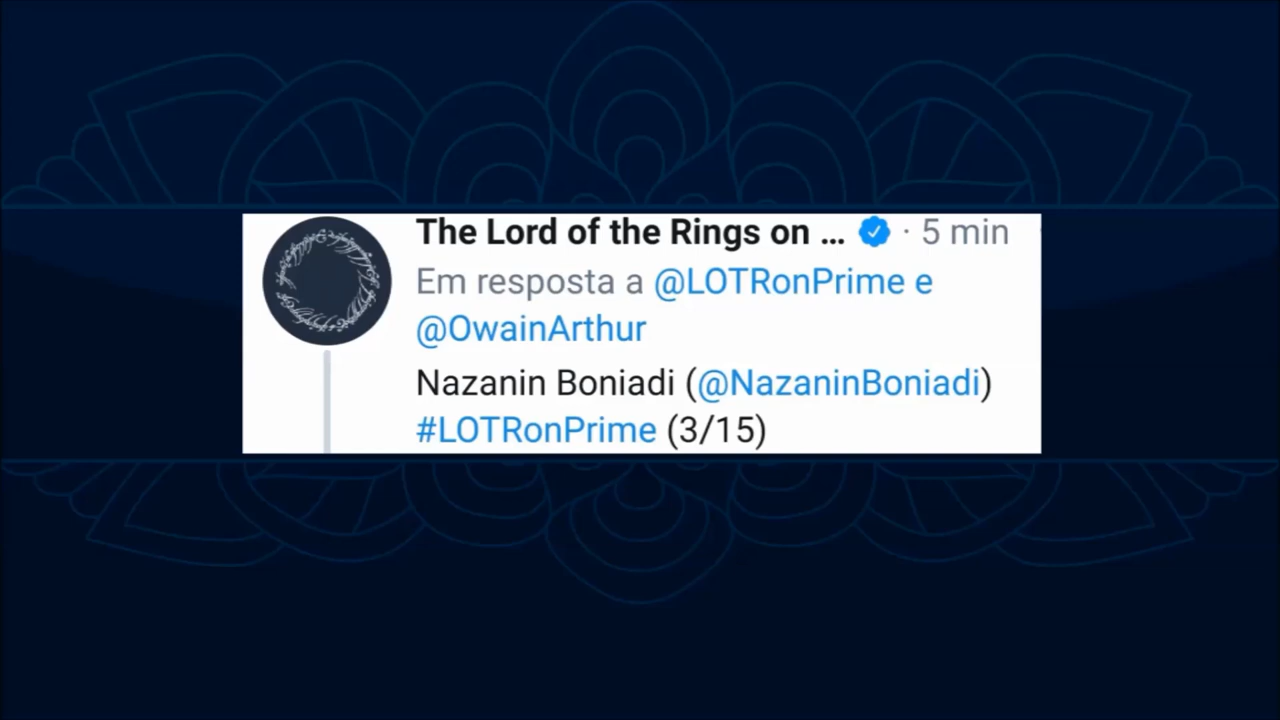 The Lord of the Rings on ... · 5 min
Em resposta a @LOTRonPrime e
@OwainArthur
Nazanin Boniadi (@NazaninBoniadi)
#LOTRonPrime (3/15)